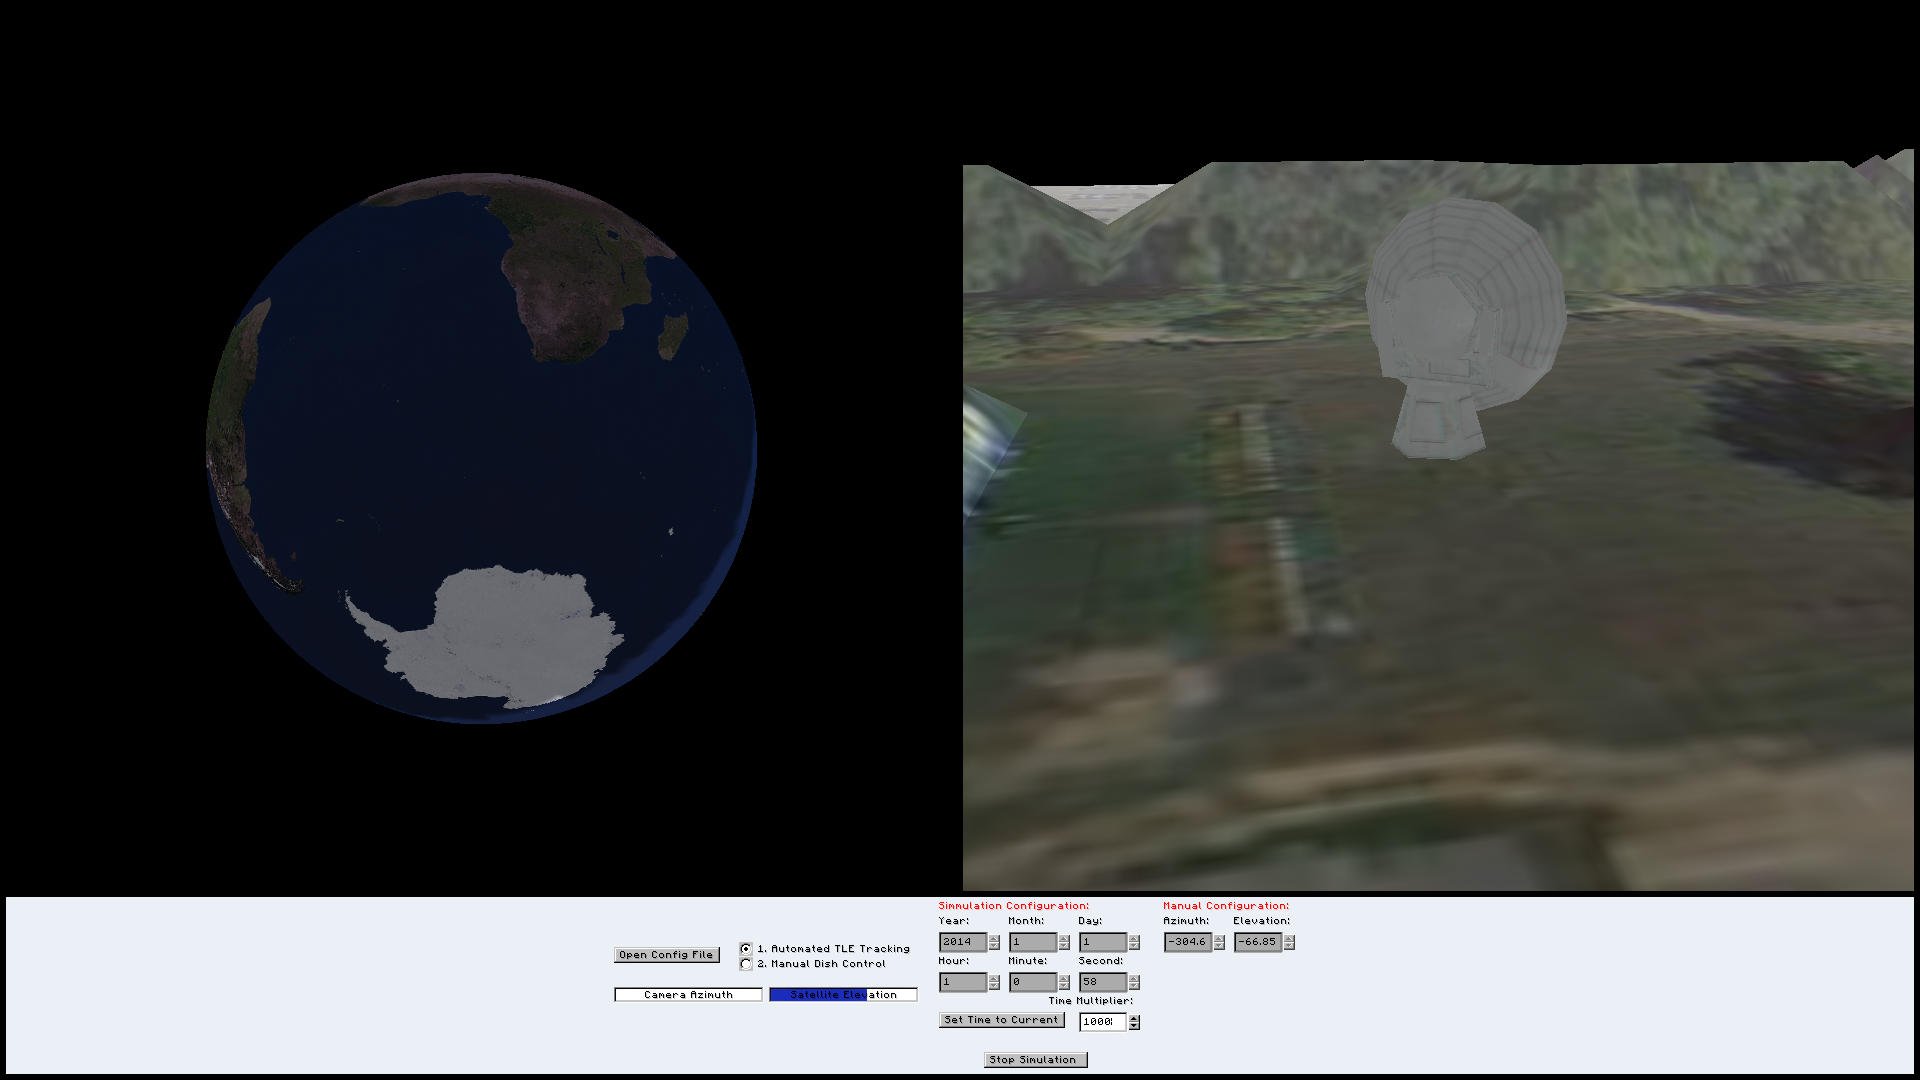 Simmulation Configuration:
Manual Configuration:
Year: Month: Day:
Azimuth: Elevation:
2014 1 1
-304.6 -66.85
Open Config File
1. Automated TLE Tracking
2. Manual Dish Control
Hour: Minute: Second:
1 0 58
Camera Azimuth
Satellite Elevation
Time Multiplier:
Set Time to Current
1000
Stop Simulation